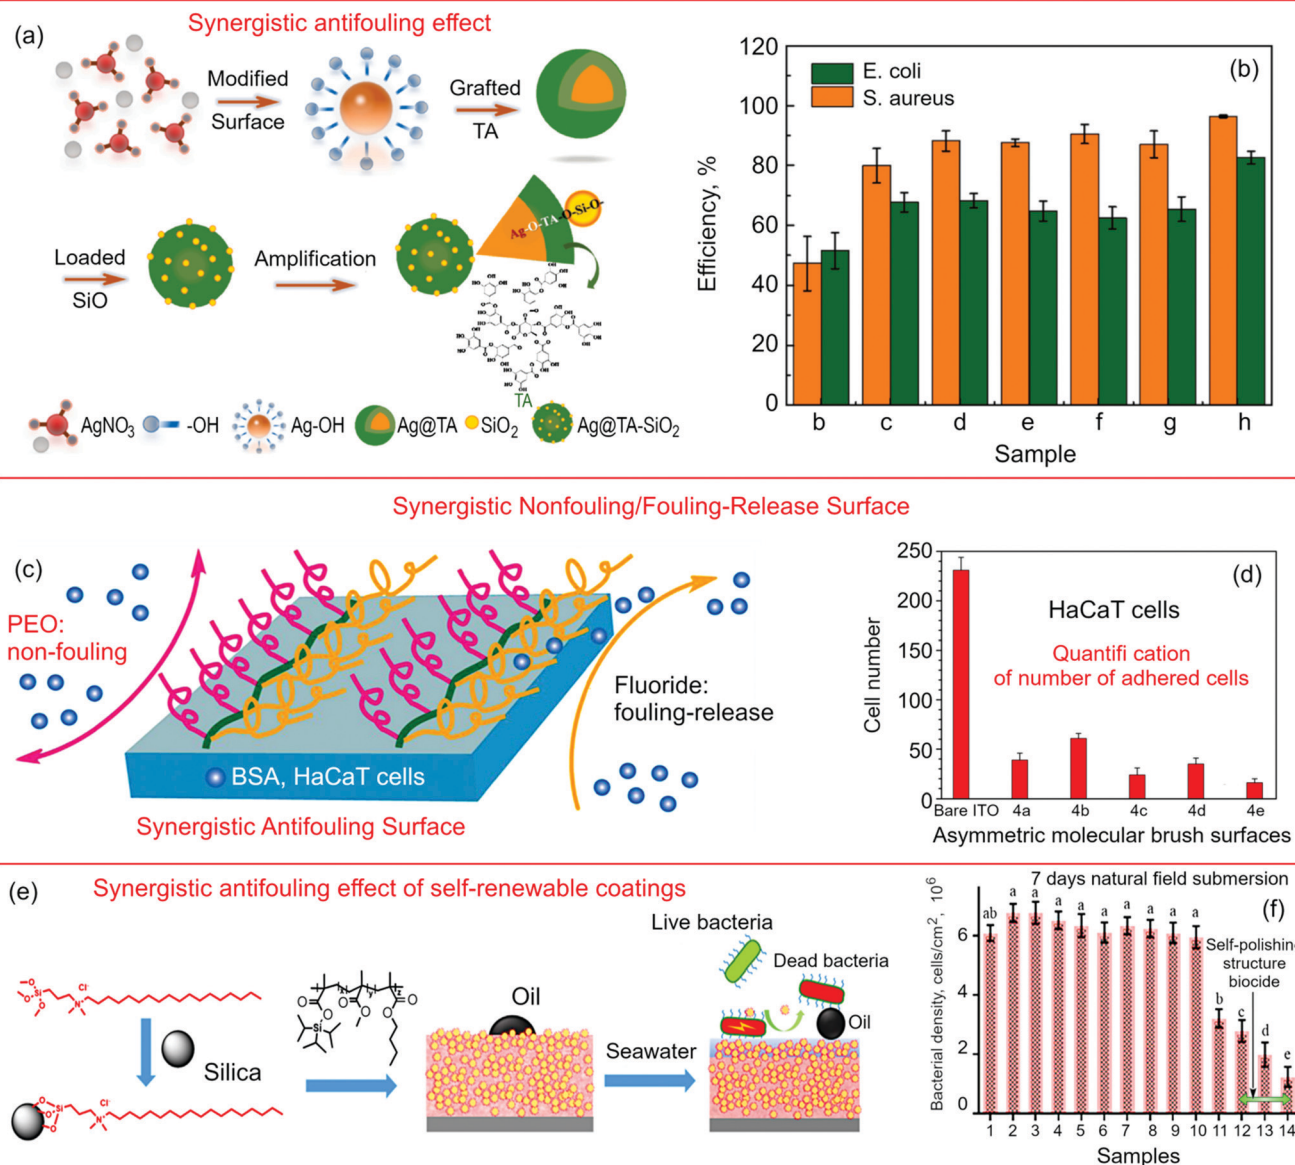 Synergistic antifouling effect
(a)
Modified
Surface
Grafted
TA
Loaded
SiO
Amplification
Ag-O-TA-O-Si-O-
TA
AgNO3
-OH
Ag-OH
Ag@TA
SiO2
Ag@TA-SiO2
(b)
E. coli
S. aureus
120
100
80
60
40
20
0
Efficiency, %
b c d e f g h
Sample
Synergistic Nonfouling/Fouling-Release Surface
(c)
PEO:
non-fouling
Fluoride:
fouling-release
BSA, HaCaT cells
Synergistic Antifouling Surface
(d)
HaCaT cells
Quantifi cation
of number of adhered cells
250
200
150
100
50
0
Cell number
Bare ITO 4a 4b 4c 4d 4e
Asymmetric molecular brush surfaces
(e)
Synergistic antifouling effect of self-renewable coatings
Silica
Oil
Seawater
Live bacteria
Dead bacteria
Oil
7 days natural field submersion
(f)
Self-polishing
structure
biocide
ab a a a a a a a a a b c d e
6
4
2
0
Bacterial density, cells/cm2, 106
1 2 3 4 5 6 7 8 9 10 11 12 13 14
Samples